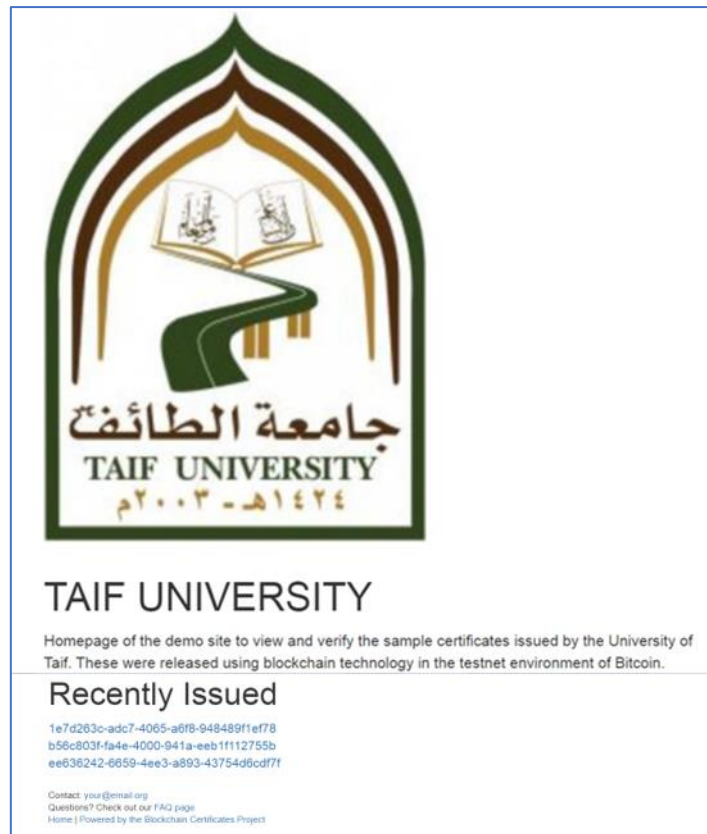 جامعة الطائف
TAIF UNIVERSITY
١٤٢٤هـ - ٢٠٠٣م
TAIF UNIVERSITY
Homepage of the demo site to view and verify the sample certificates issued by the University of
Taif. These were released using blockchain technology in the testnet environment of Bitcoin.
Recently Issued
1e7d263c-adc7-4065-a6f8-948489f1ef78
b56c803f-fa4e-4000-941a-eeb1f112755b
ee636242-6659-4ee3-a893-43754d6cdf7f
Contact: your@email.org
Questions? Check out our FAQ page
Home | Powered by the Blockchain Certificates Project